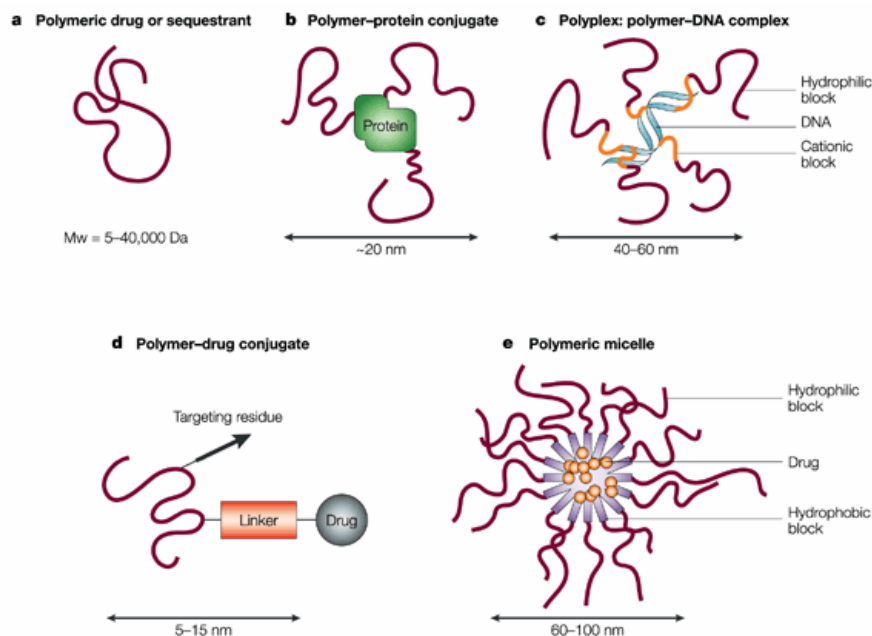 a Polymeric drug or sequestrant
b Polymer–protein conjugate
c Polyplex: polymer–DNA complex
Protein
Hydrophilic
block
DNA
Cationic
block
Mw = 5–40,000 Da
~20 nm
40–60 nm
d Polymer–drug conjugate
e Polymeric micelle
Targeting residue
Linker
Drug
Hydrophilic
block
Drug
Hydrophobic
block
5–15 nm
60–100 nm